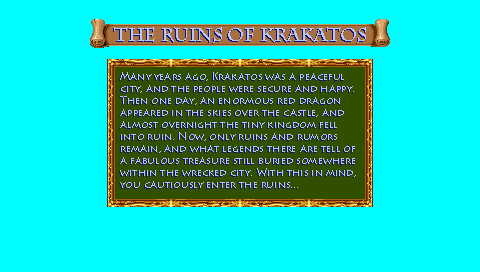 THE RUINS OF KRAKATOS
MANY YEARS AGO, KRAKATOS WAS A PEACEFUL
CITY, AND THE PEOPLE WERE SECURE AND HAPPY.
THEN ONE DAY, AN ENORMOUS RED DRAGON
APPEARED IN THE SKIES OVER THE CASTLE, AND
ALMOST OVERNIGHT THE TINY KINGDOM FELL
INTO RUIN. NOW, ONLY RUINS AND RUMORS
REMAIN, AND WHAT LEGENDS THERE ARE TELL OF
A FABULOUS TREASURE STILL BURIED SOMEWHERE
WITHIN THE WRECKED CITY. WITH THIS IN MIND,
YOU CAUTIOUSLY ENTER THE RUINS...